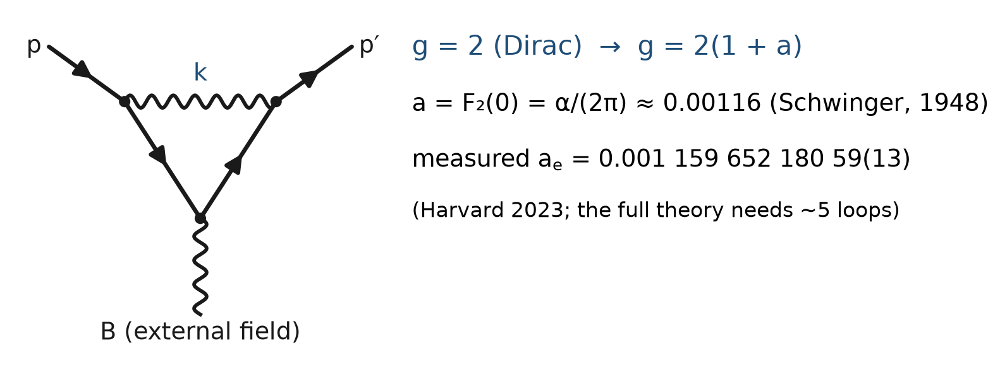 p
p′
k
B (external field)
g = 2 (Dirac) → g = 2(1 + a)
a = F₂(0) = α/(2π) ≈ 0.00116 (Schwinger, 1948)
measured aₑ = 0.001 159 652 180 59(13)
(Harvard 2023; the full theory needs ~5 loops)